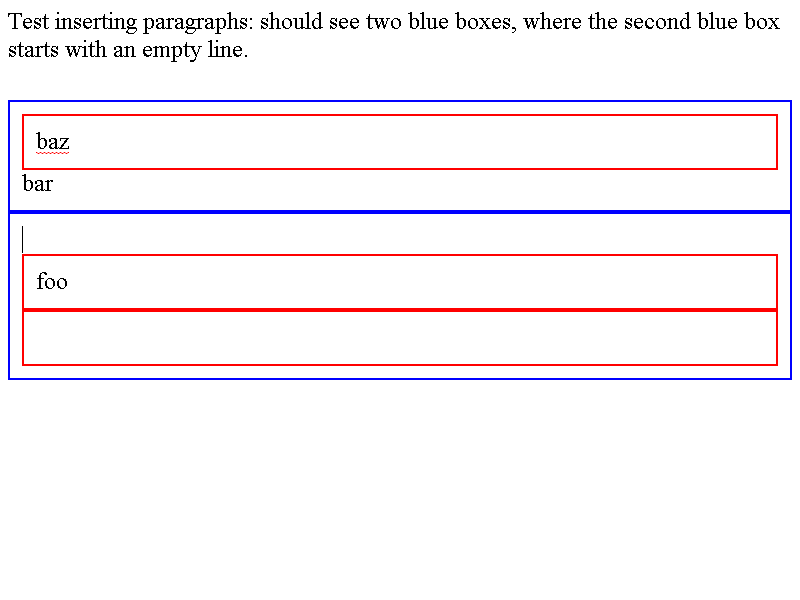 Test inserting paragraphs: should see two blue boxes, where the second blue box
starts with an empty line.
baz
bar
foo